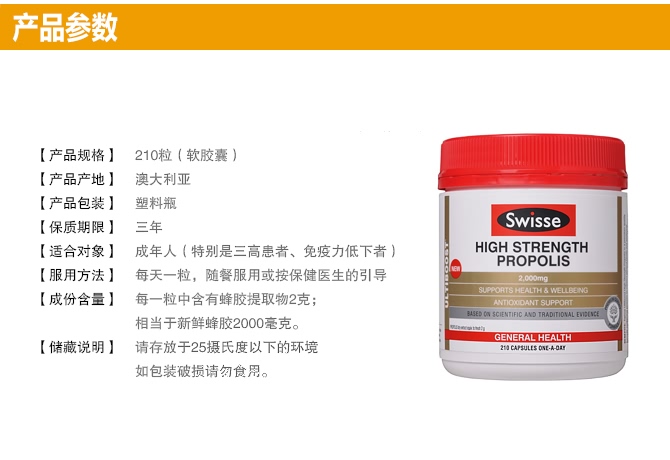 产品参数
【产品规格】 210粒（软胶囊）
【产品产地】 澳大利亚
【产品包装】 塑料瓶
【保质期限】 三年
【适合对象】 成年人（特别是三高患者、免疫力低下者）
【服用方法】 每天一粒，随餐服用或按保健医生的引导
【成份含量】 每一粒中含有蜂胶提取物2克；
相当于新鲜蜂胶2000毫克。
【储藏说明】 请存放于25摄氏度以下的环境
如包装破损请勿食用。
Swisse
HIGH STRENGTH
PROPOLIS
2,000mg
NEW
ULTIBOOST
SUPPORTS HEALTH & WELLBEING
ANTIOXIDANT SUPPORT
BASED ON SCIENTIFIC AND TRADITIONAL EVIDENCE
GENERAL HEALTH
210 CAPSULES ONE-A-DAY